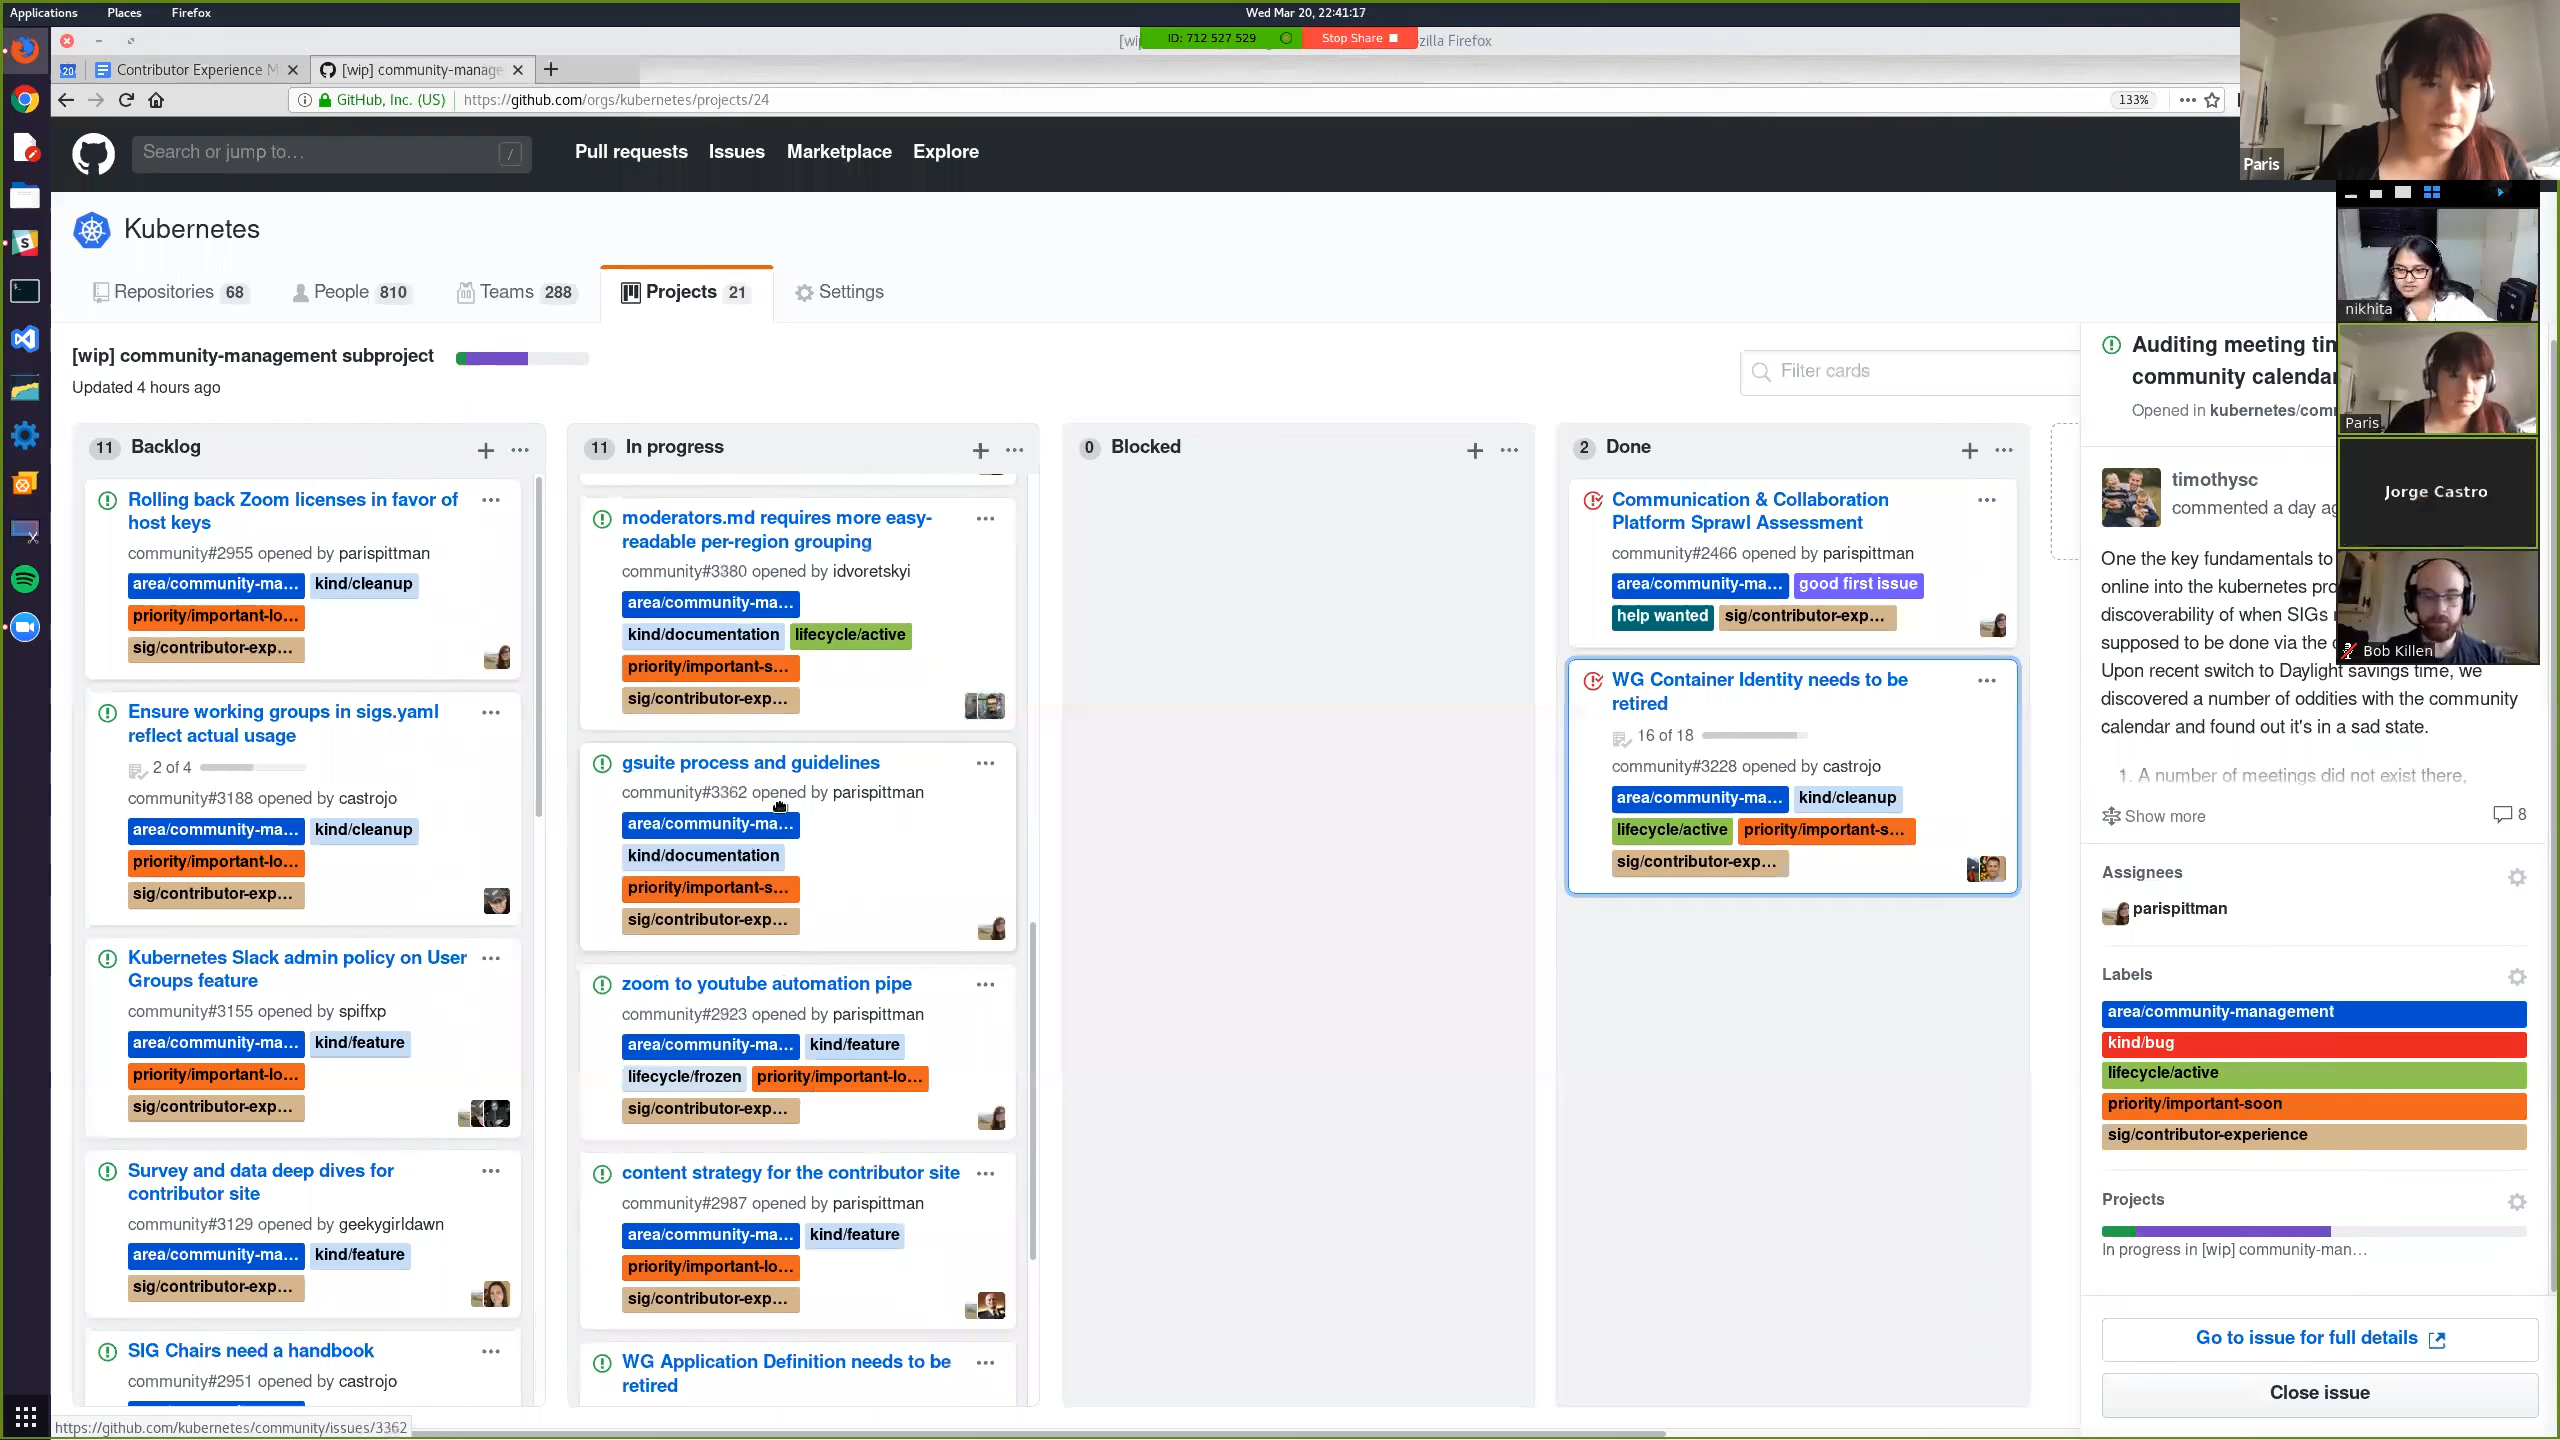 Applications Places Firefox
Wed Mar 20, 22:41:17
ID: 712 527 529 Stop Share
zilla Firefox
Contributor Experience M
[wip] community-manage
GitHub, Inc. (US) https://github.com/orgs/kubernetes/projects/24 133%
Search or jump to… /
Pull requests Issues Marketplace Explore
Paris
Kubernetes
Repositories 68 People 810 Teams 288 Projects 21 Settings
nikhita
[wip] community-management subproject
Updated 4 hours ago
Filter cards
11 Backlog
Rolling back Zoom licenses in favor of
host keys
community#2955 opened by parispittman
area/community-ma... kind/cleanup
priority/important-lo...
sig/contributor-exp...
Ensure working groups in sigs.yaml
reflect actual usage
2 of 4
community#3188 opened by castrojo
area/community-ma... kind/cleanup
priority/important-lo...
sig/contributor-exp...
Kubernetes Slack admin policy on User
Groups feature
community#3155 opened by spiffxp
area/community-ma... kind/feature
priority/important-lo...
sig/contributor-exp...
Survey and data deep dives for
contributor site
community#3129 opened by geekygirldawn
area/community-ma... kind/feature
sig/contributor-exp...
SIG Chairs need a handbook
community#2951 opened by castrojo
11 In progress
moderators.md requires more easy-
readable per-region grouping
community#3380 opened by idvoretskyi
area/community-ma...
kind/documentation lifecycle/active
priority/important-s...
sig/contributor-exp...
gsuite process and guidelines
community#3362 opened by parispittman
area/community-ma...
kind/documentation
priority/important-s...
sig/contributor-exp...
zoom to youtube automation pipe
community#2923 opened by parispittman
area/community-ma... kind/feature
lifecycle/frozen priority/important-lo...
sig/contributor-exp...
content strategy for the contributor site
community#2987 opened by parispittman
area/community-ma... kind/feature
priority/important-lo...
sig/contributor-exp...
WG Application Definition needs to be
retired
0 Blocked
2 Done
Communication & Collaboration
Platform Sprawl Assessment
community#2466 opened by parispittman
area/community-ma... good first issue
help wanted sig/contributor-exp...
WG Container Identity needs to be
retired
16 of 18
community#3228 opened by castrojo
area/community-ma... kind/cleanup
lifecycle/active priority/important-s...
sig/contributor-exp...
Auditing meeting tim
community calendar
Opened in kubernetes/com
Paris
timothysc
commented a day ag
Jorge Castro
One the key fundamentals to
online into the kubernetes pro
discoverability of when SIGs
supposed to be done via the
Bob Killen
Upon recent switch to Daylight savings time, we
discovered a number of oddities with the community
calendar and found out it's in a sad state.
1. A number of meetings did not exist there,
Show more 8
Assignees
parispittman
Labels
area/community-management
kind/bug
lifecycle/active
priority/important-soon
sig/contributor-experience
Projects
In progress in [wip] community-man…
Go to issue for full details
Close issue
https://github.com/kubernetes/community/issues/3362